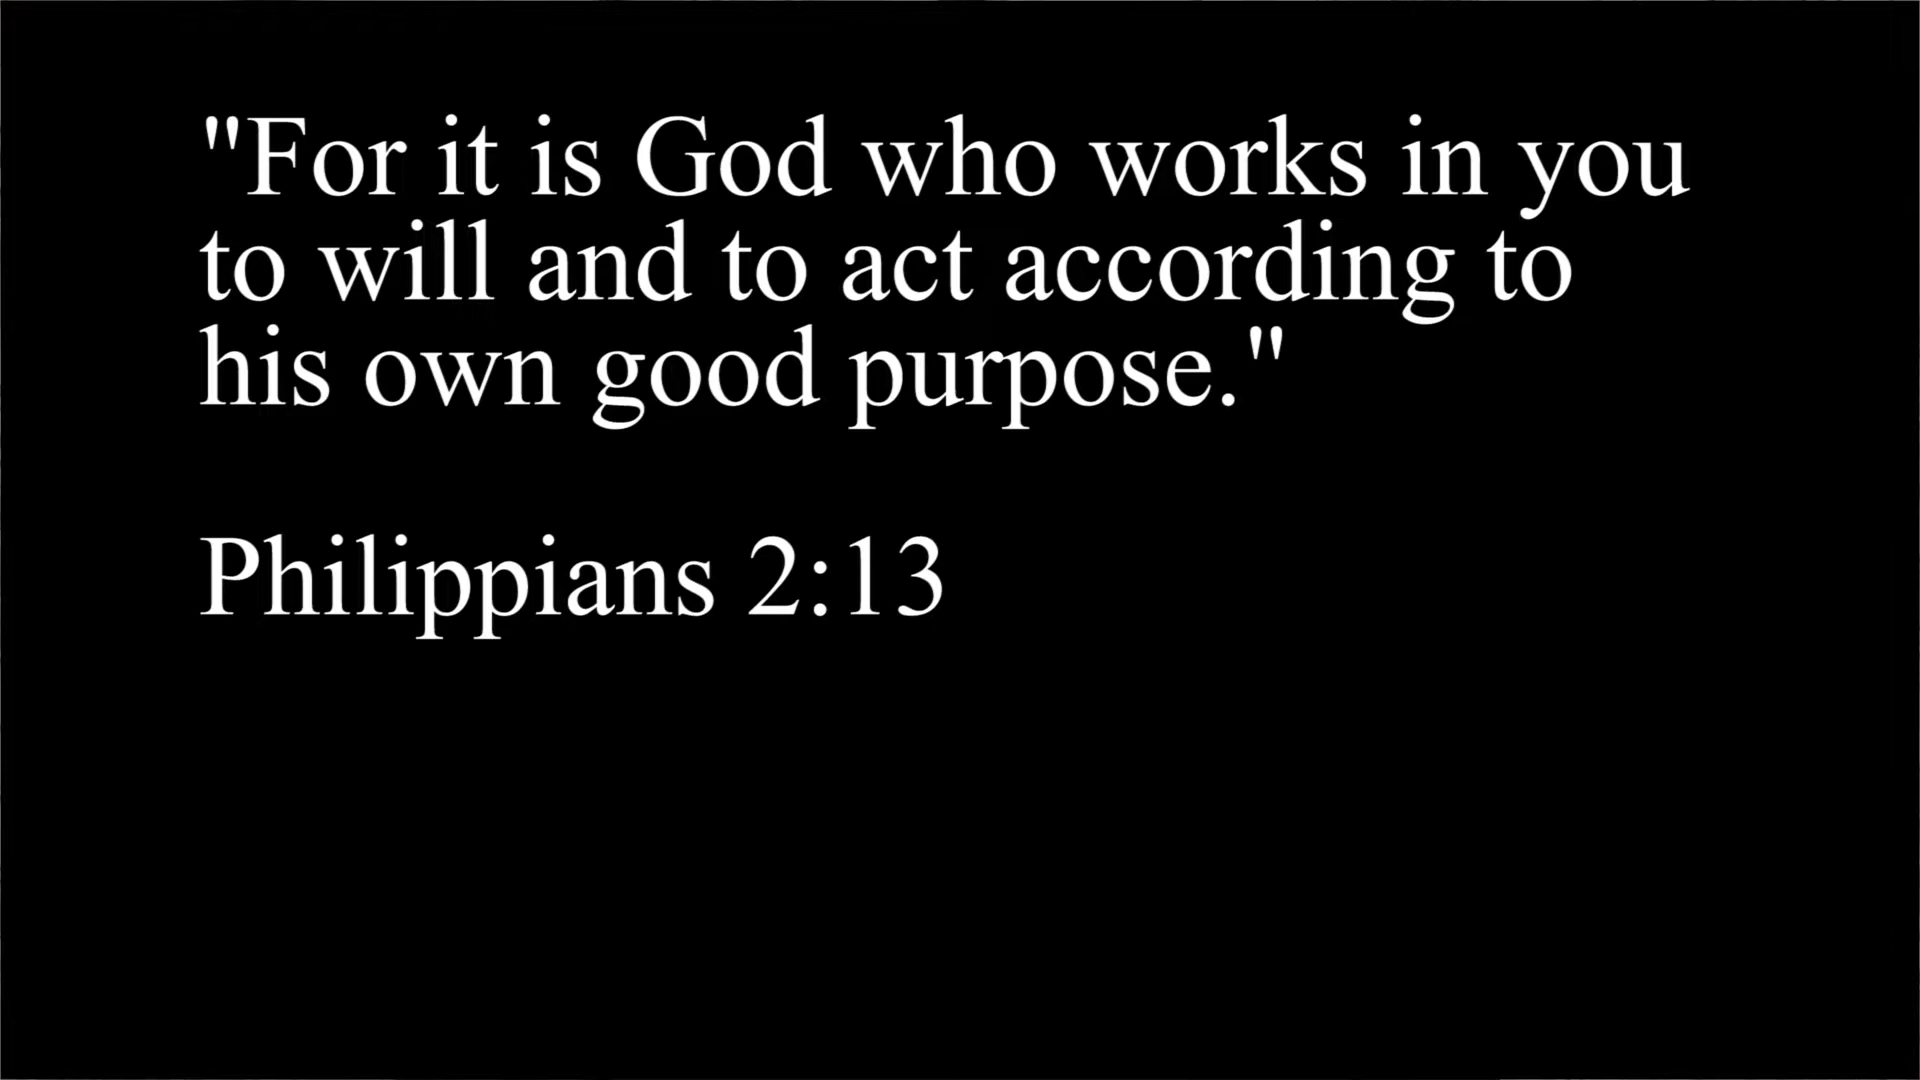 "For it is God who works in you
to will and to act according to
his own good purpose."
Philippians 2:13